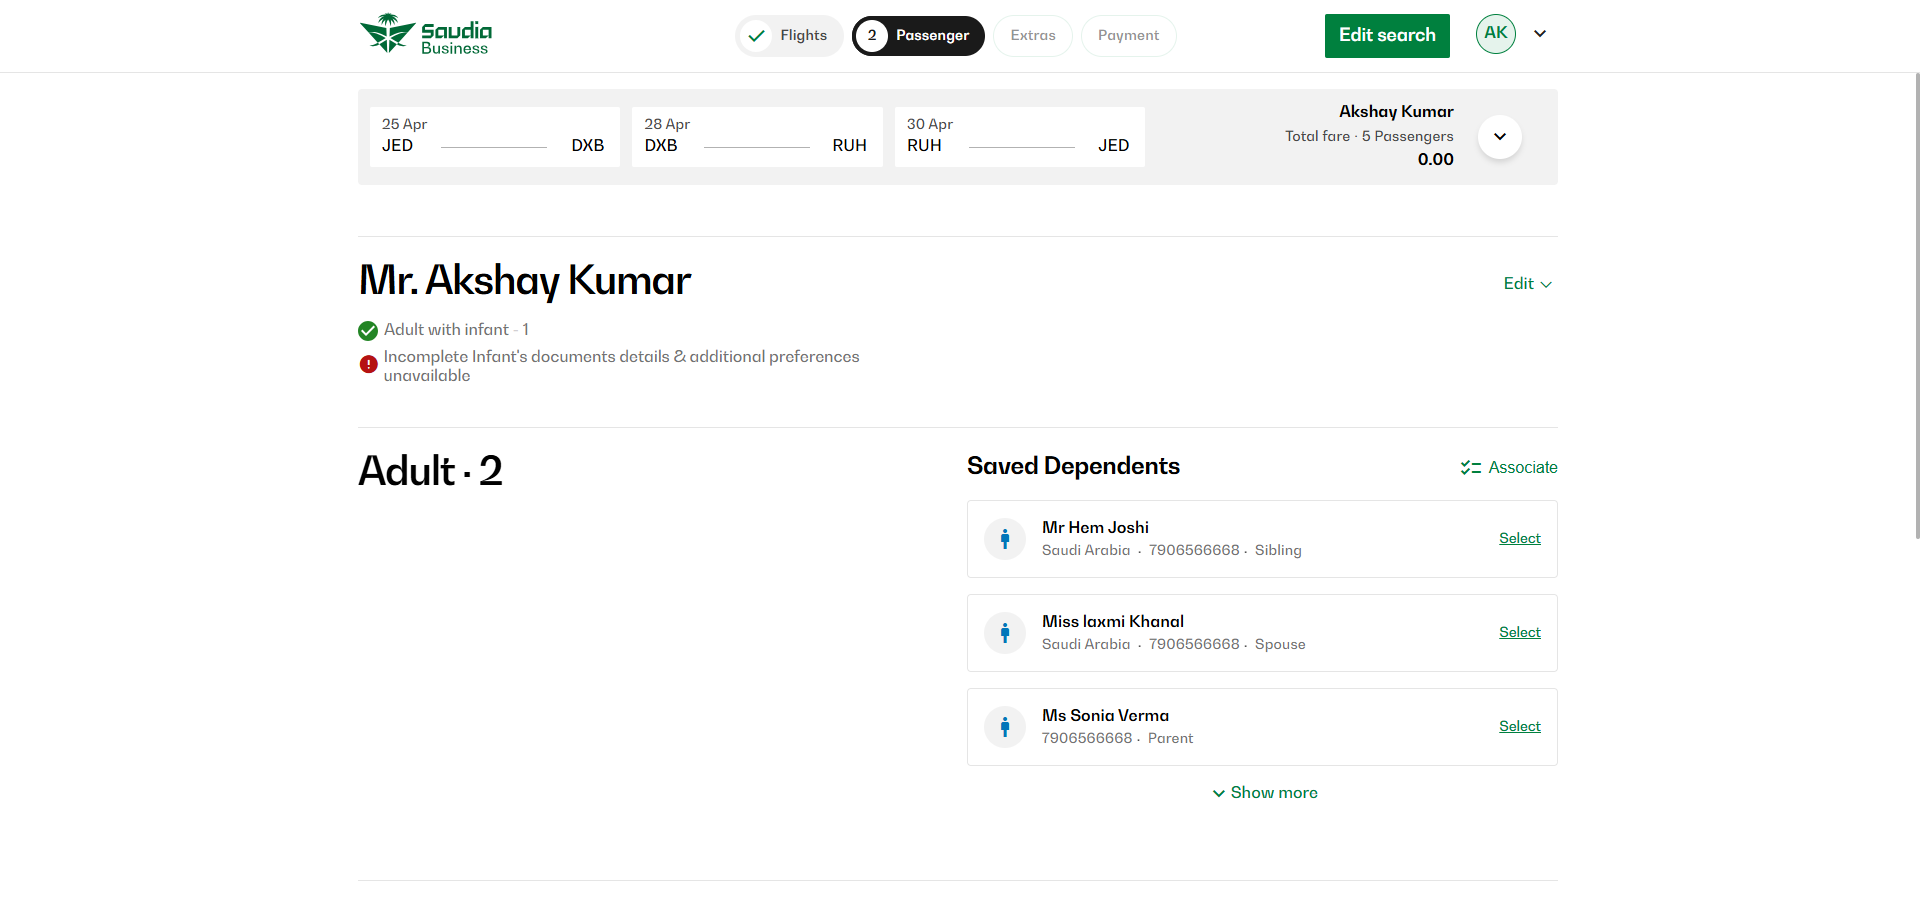 Saudia
Business
Flights
2 Passenger
Extras
Payment
Edit search
AK
25 Apr
JED DXB
28 Apr
DXB RUH
30 Apr
RUH JED
Akshay Kumar
Total fare · 5 Passengers
0.00
Mr. Akshay Kumar
Edit
Adult with infant - 1
Incomplete Infant's documents details & additional preferences
unavailable
Adult · 2
Saved Dependents
Associate
Mr Hem Joshi
Saudi Arabia · 7906566668 · Sibling
Select
Miss laxmi Khanal
Saudi Arabia · 7906566668 · Spouse
Select
Ms Sonia Verma
7906566668 · Parent
Select
Show more